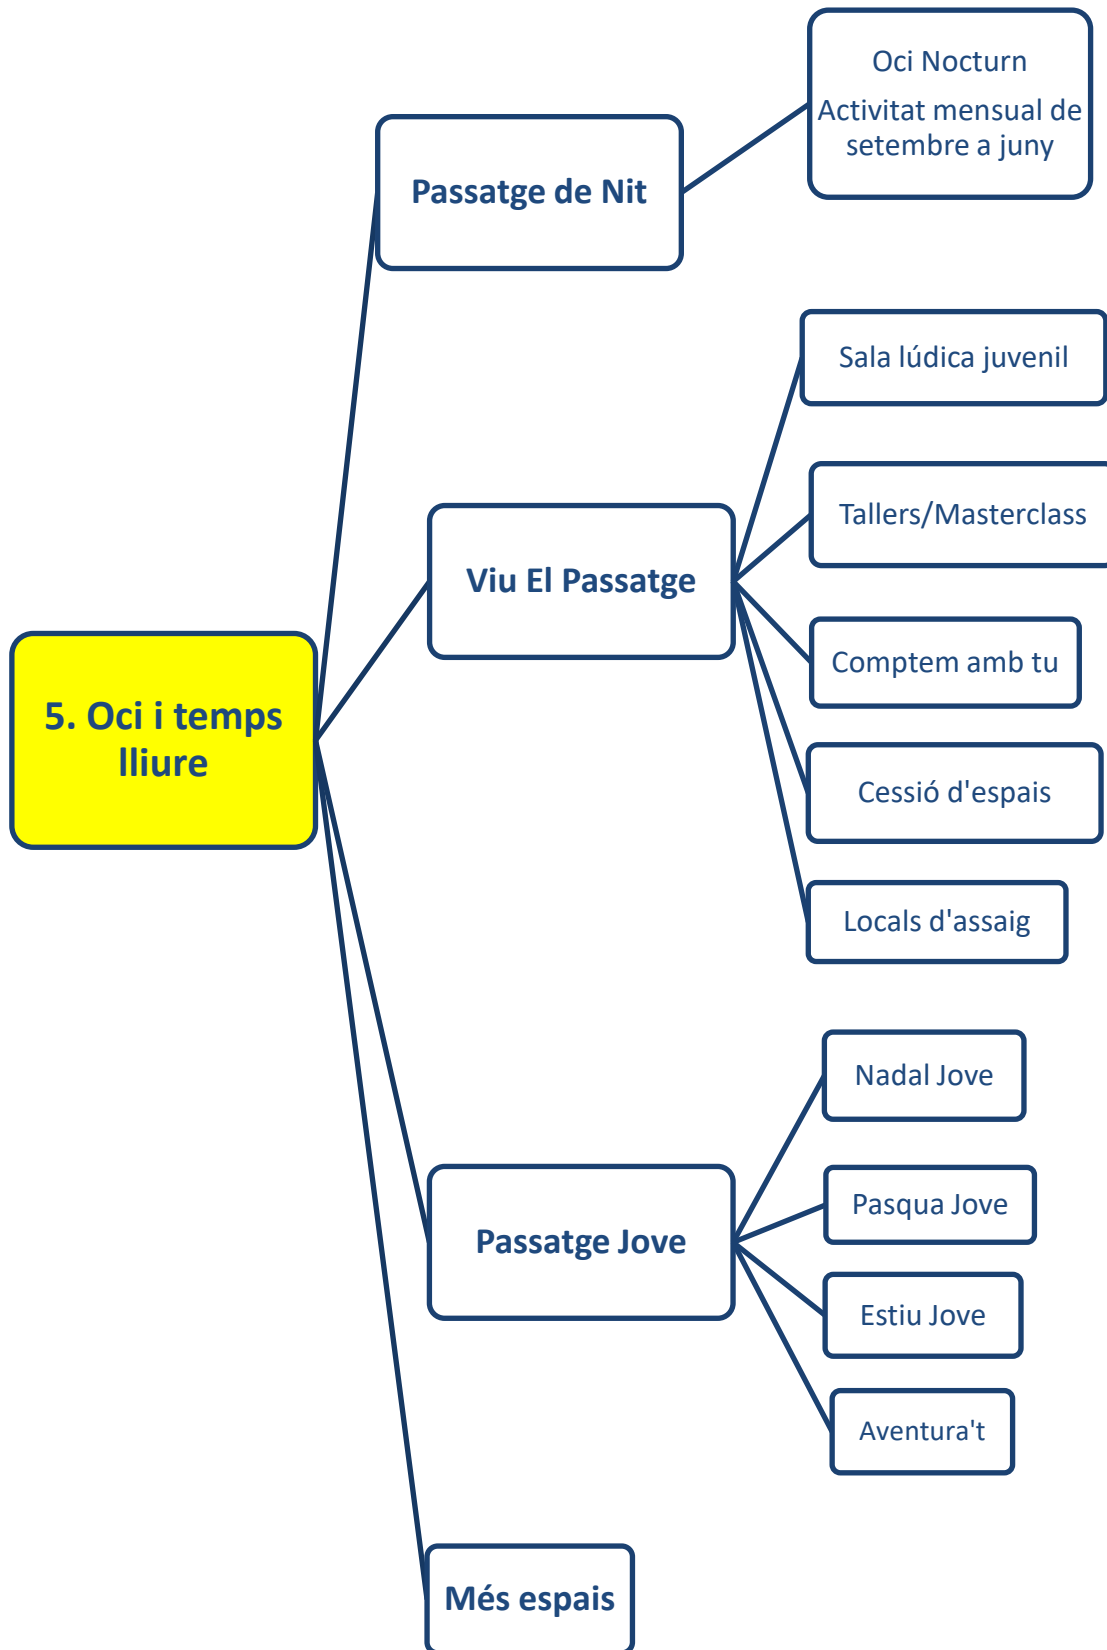 5. Oci i temps
lliure
Passatge de Nit
Oci Nocturn
Activitat mensual de
setembre a juny
Viu El Passatge
Sala lúdica juvenil
Tallers/Masterclass
Comptem amb tu
Cessió d'espais
Locals d'assaig
Passatge Jove
Nadal Jove
Pasqua Jove
Estiu Jove
Aventura't
Més espais